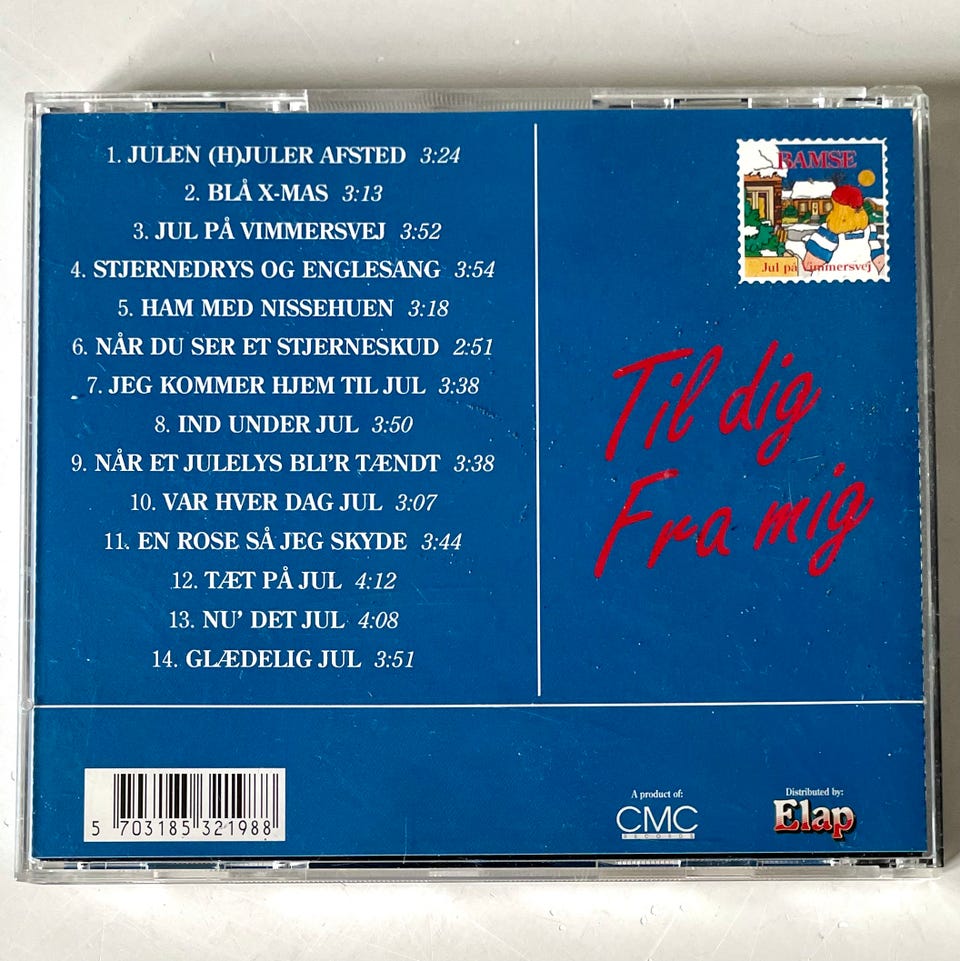 1. JULEN (H)JULER AFSTED 3:24
2. BLÅ X-MAS 3:13
3. JUL PÅ VIMMERSVEJ 3:52
4. STJERNEDRYS OG ENGLESANG 3:54
5. HAM MED NISSEHUEN 3:18
6. NÅR DU SER ET STJERNESKUD 2:51
7. JEG KOMMER HJEM TIL JUL 3:38
8. IND UNDER JUL 3:50
9. NÅR ET JULELYS BLI'R TÆNDT 3:38
10. VAR HVER DAG JUL 3:07
11. EN ROSE SÅ JEG SKYDE 3:44
12. TÆT PÅ JUL 4:12
13. NU' DET JUL 4:08
14. GLÆDELIG JUL 3:51
BAMSE
Jul på Vimmersvej
Til dig
Fra mig
5 703185 321988
A product of:
CMC
RECORDS
Distributed by:
Elap